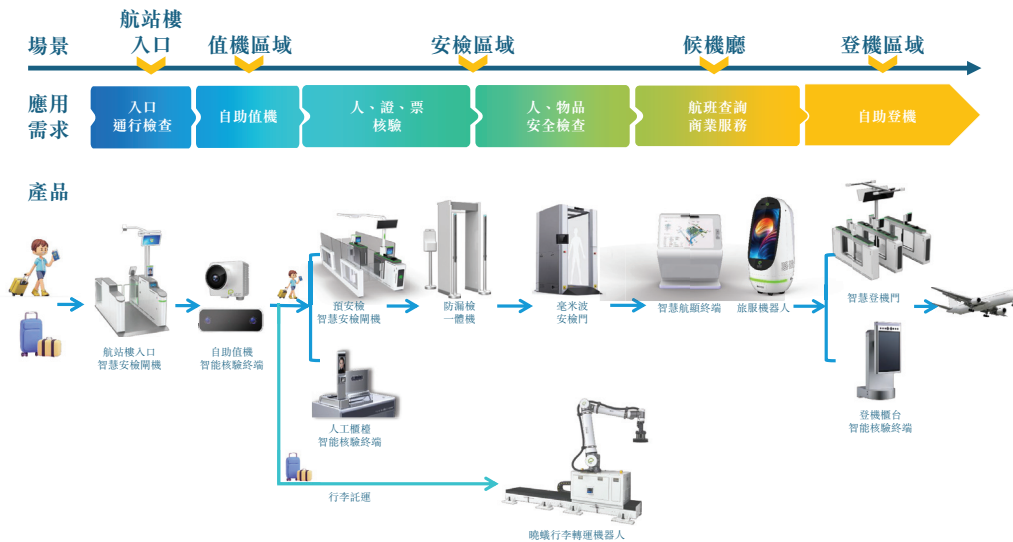 場景
航站樓
入口
值機區域
安檢區域
候機廳
登機區域
應用
需求
入口
通行檢查
自助值機
人、證、票
核驗
人、物品
安全檢查
航班查詢
商業服務
自助登機
產品
航站樓入口
智慧安檢閘機
自助值機
智能核驗終端
預安檢
智慧安檢閘機
防漏檢
一體機
毫米波
安檢門
智慧航顯終端
旅服機器人
智慧登機門
人工櫃檯
智能核驗終端
登機櫃台
智能核驗終端
行李託運
曉蟻行李轉運機器人